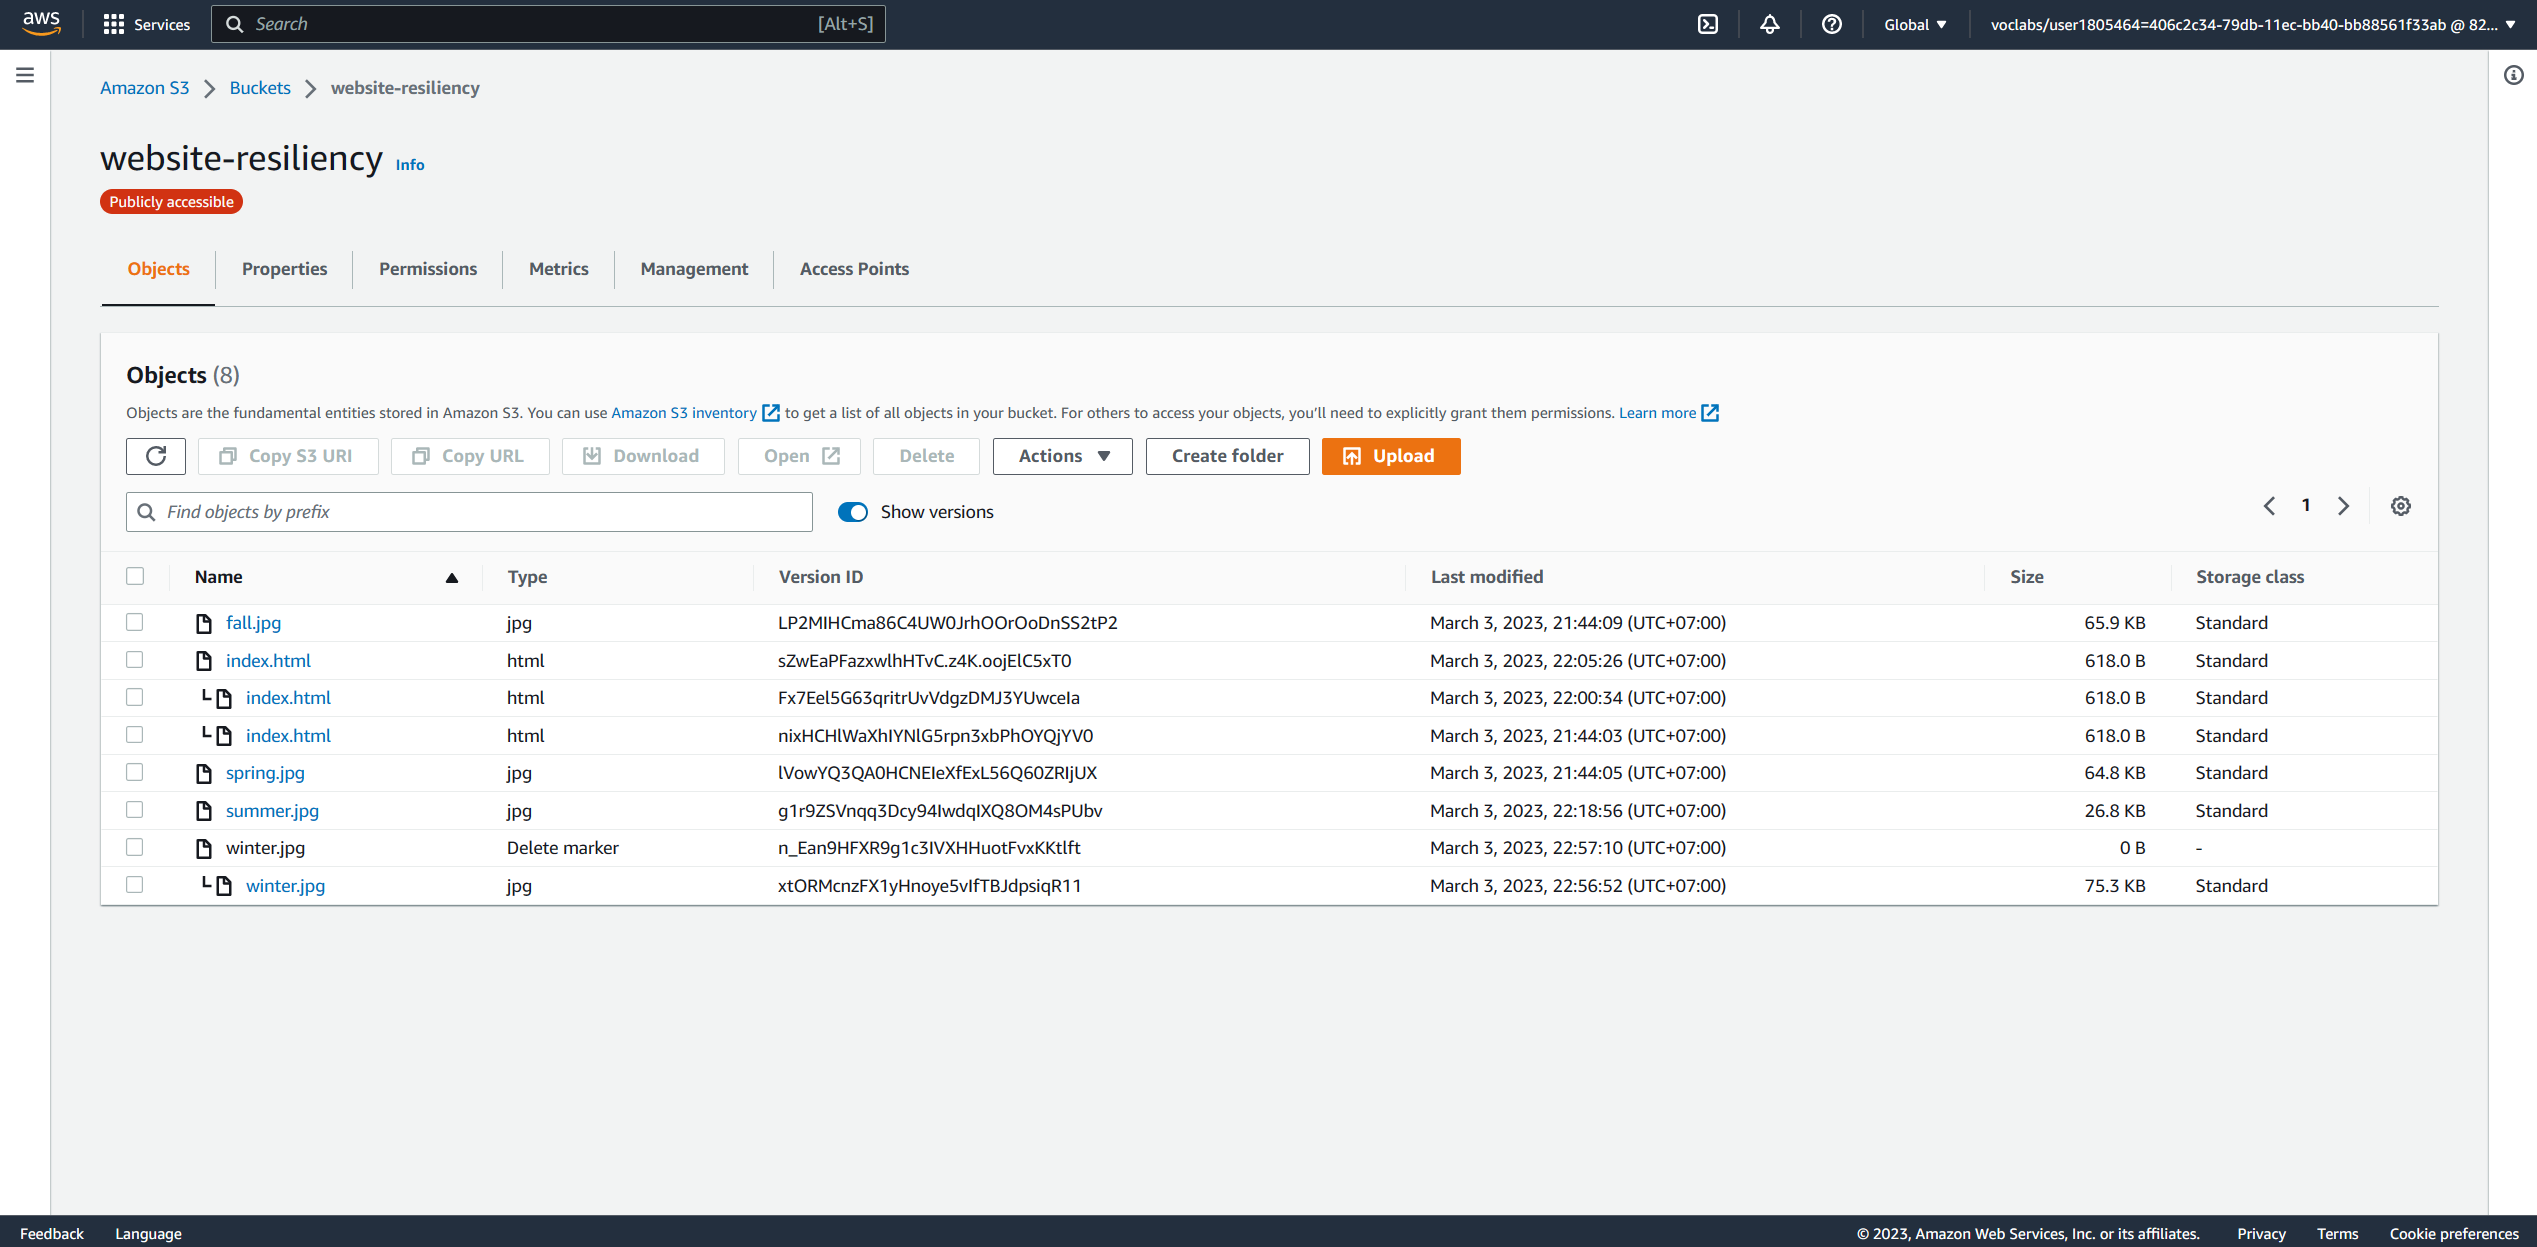 aws Services Search [Alt+S] Global voclabs/user1805464=406c2c34-79db-11ec-bb40-bb88561f33ab @ 82...
Amazon S3 Buckets website-resiliency
website-resiliency Info
Publicly accessible
Objects Properties Permissions Metrics Management Access Points
Objects (8)
Objects are the fundamental entities stored in Amazon S3. You can use Amazon S3 inventory to get a list of all objects in your bucket. For others to access your objects, you'll need to explicitly grant them permissions. Learn more
Copy S3 URI Copy URL Download Open Delete Actions Create folder Upload
Find objects by prefix Show versions 1
Name Type Version ID Last modified Size Storage class
fall.jpg jpg LP2MIHCma86C4UW0JrhOOrOoDnSS2tP2 March 3, 2023, 21:44:09 (UTC+07:00) 65.9 KB Standard
index.html html sZwEaPFazxwlhHTvC.z4K.oojElC5xT0 March 3, 2023, 22:05:26 (UTC+07:00) 618.0 B Standard
index.html html Fx7Eel5G63qritrUvVdgzDMJ3YUwceIa March 3, 2023, 22:00:34 (UTC+07:00) 618.0 B Standard
index.html html nixHCHlWaXhIYNlG5rpn3xbPhOYQjYV0 March 3, 2023, 21:44:03 (UTC+07:00) 618.0 B Standard
spring.jpg jpg lVowYQ3QA0HCNEIeXfExL56Q60ZRIjUX March 3, 2023, 21:44:05 (UTC+07:00) 64.8 KB Standard
summer.jpg jpg g1r9ZSVnqq3Dcy94IwdqIXQ8OM4sPUbv March 3, 2023, 22:18:56 (UTC+07:00) 26.8 KB Standard
winter.jpg Delete marker n_Ean9HFXR9g1c3IVXHHuotFvxKKtlft March 3, 2023, 22:57:10 (UTC+07:00) 0 B -
winter.jpg jpg xtORMcnzFX1yHnoye5vIfTBJdpsiqR11 March 3, 2023, 22:56:52 (UTC+07:00) 75.3 KB Standard
Feedback Language © 2023, Amazon Web Services, Inc. or its affiliates. Privacy Terms Cookie preferences